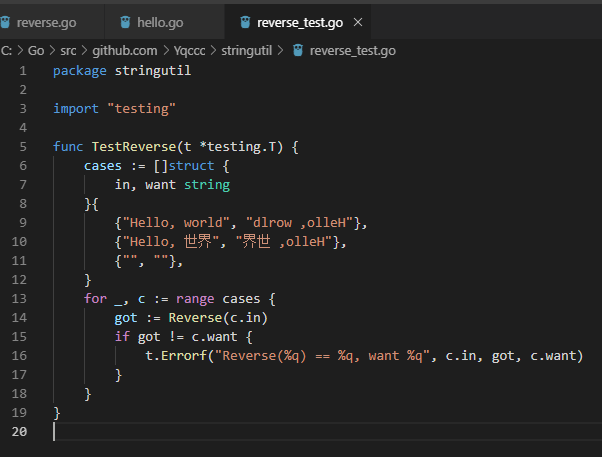 reverse.go hello.go reverse_test.go ×
C: > Go > src > github.com > Yqccc > stringutil > reverse_test.go
1 package stringutil
2
3 import "testing"
4
5 func TestReverse(t *testing.T) {
6     cases := []struct {
7         in, want string
8     }{
9         {"Hello, world", "dlrow ,olleH"},
10         {"Hello, 世界", "界世 ,olleH"},
11         {"", ""},
12     }
13     for _, c := range cases {
14         got := Reverse(c.in)
15         if got != c.want {
16             t.Errorf("Reverse(%q) == %q, want %q", c.in, got, c.want)
17         }
18     }
19 }
20